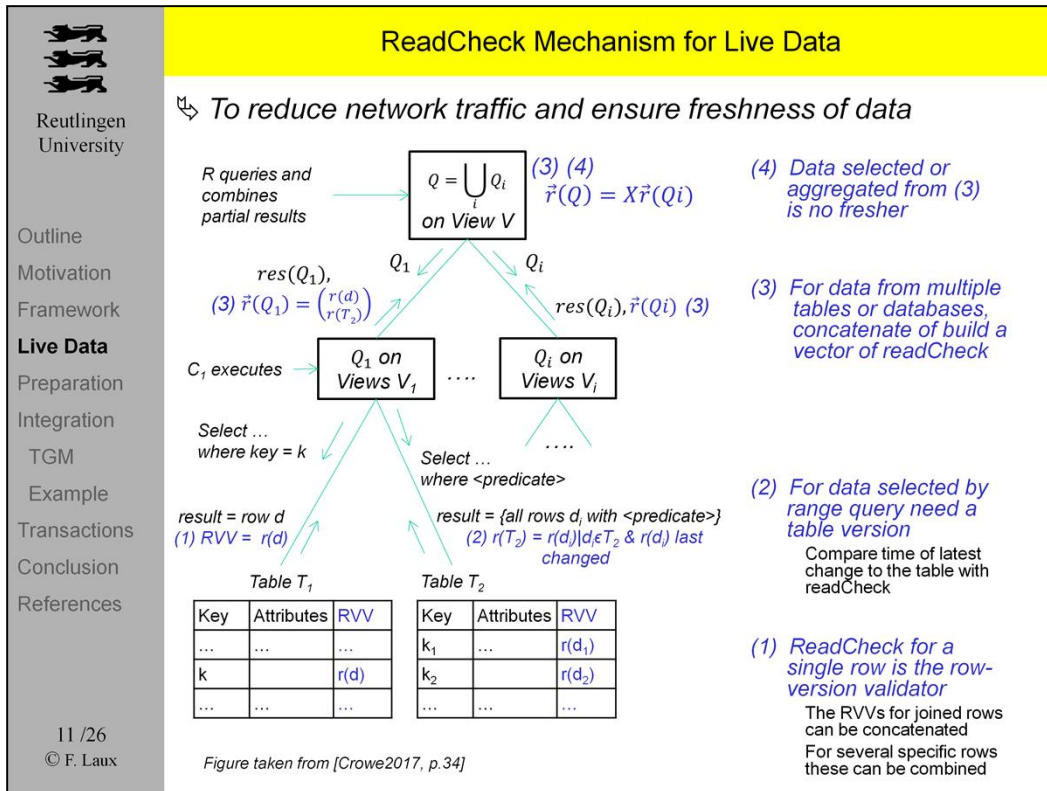 Reutlingen
University
Outline
Motivation
Framework
Live Data
Preparation
Integration
TGM
Example
Transactions
Conclusion
References
11 /26
© F. Laux
ReadCheck Mechanism for Live Data
To reduce network traffic and ensure freshness of data
R queries and
combines
partial results
Q = ⋃ᵢ Qᵢ
on View V
(3) (4)
r⃗(Q) = Xr⃗(Qi)
Q₁
Qᵢ
res(Q₁),
(3) r⃗(Q₁) = (r(d) r(T₂))
res(Qᵢ), r⃗(Qi) (3)
C₁ executes
Q₁ on
Views V₁
....
Qᵢ on
Views Vᵢ
....
Select ...
where key = k
Select ...
where <predicate>
result = row d
(1) RVV = r(d)
result = {all rows dᵢ with <predicate>}
(2) r(T₂) = r(dᵢ)|dᵢϵT₂ & r(dᵢ) last
changed
Table T₁
Key Attributes RVV
... ... ...
k r(d)
... ... ...
Table T₂
Key Attributes RVV
k₁ ... r(d₁)
k₂ r(d₂)
... ... ...
Figure taken from [Crowe2017, p.34]
(4) Data selected or
aggregated from (3)
is no fresher
(3) For data from multiple
tables or databases,
concatenate of build a
vector of readCheck
(2) For data selected by
range query need a
table version
Compare time of latest
change to the table with
readCheck
(1) ReadCheck for a
single row is the row-
version validator
The RVVs for joined rows
can be concatenated
For several specific rows
these can be combined